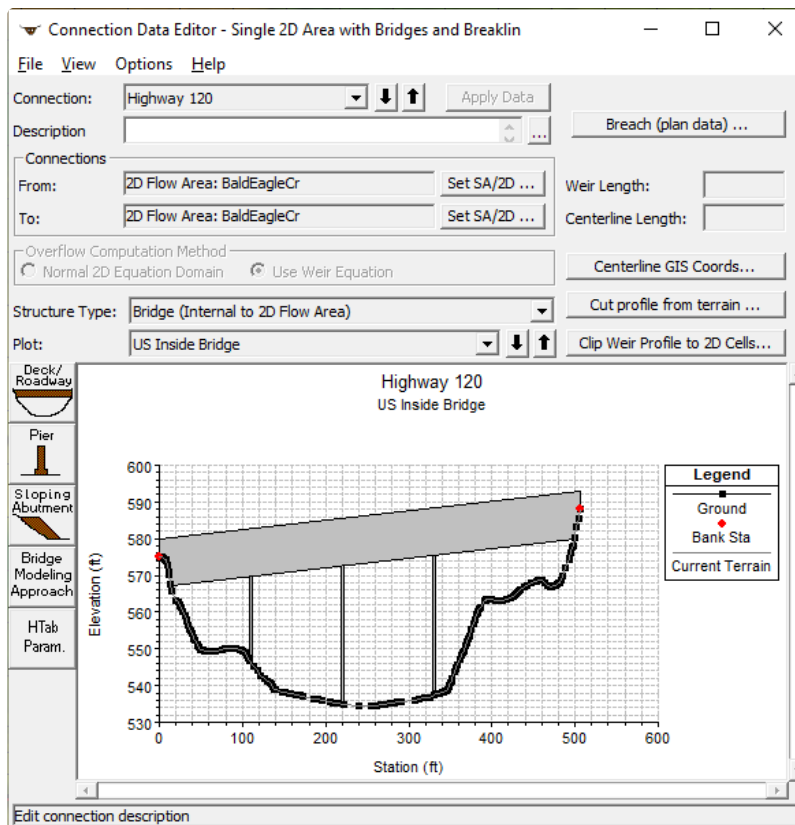 Connection Data Editor - Single 2D Area with Bridges and Breaklin
File View Options Help
Connection: Highway 120 Apply Data
Description ... Breach (plan data) ...
Connections
From: 2D Flow Area: BaldEagleCr Set SA/2D ... Weir Length:
To: 2D Flow Area: BaldEagleCr Set SA/2D ... Centerline Length:
Overflow Computation Method
Normal 2D Equation Domain Use Weir Equation Centerline GIS Coords...
Structure Type: Bridge (Internal to 2D Flow Area) Cut profile from terrain ...
Plot: US Inside Bridge Clip Weir Profile to 2D Cells...
Deck/
Roadway
Pier
Sloping
Abutment
Bridge
Modeling
Approach
HTab
Param.
Highway 120
US Inside Bridge
600
590
580
570
560
550
540
530
Elevation (ft)
0 100 200 300 400 500 600
Station (ft)
Legend
Ground
Bank Sta
Current Terrain
Edit connection description